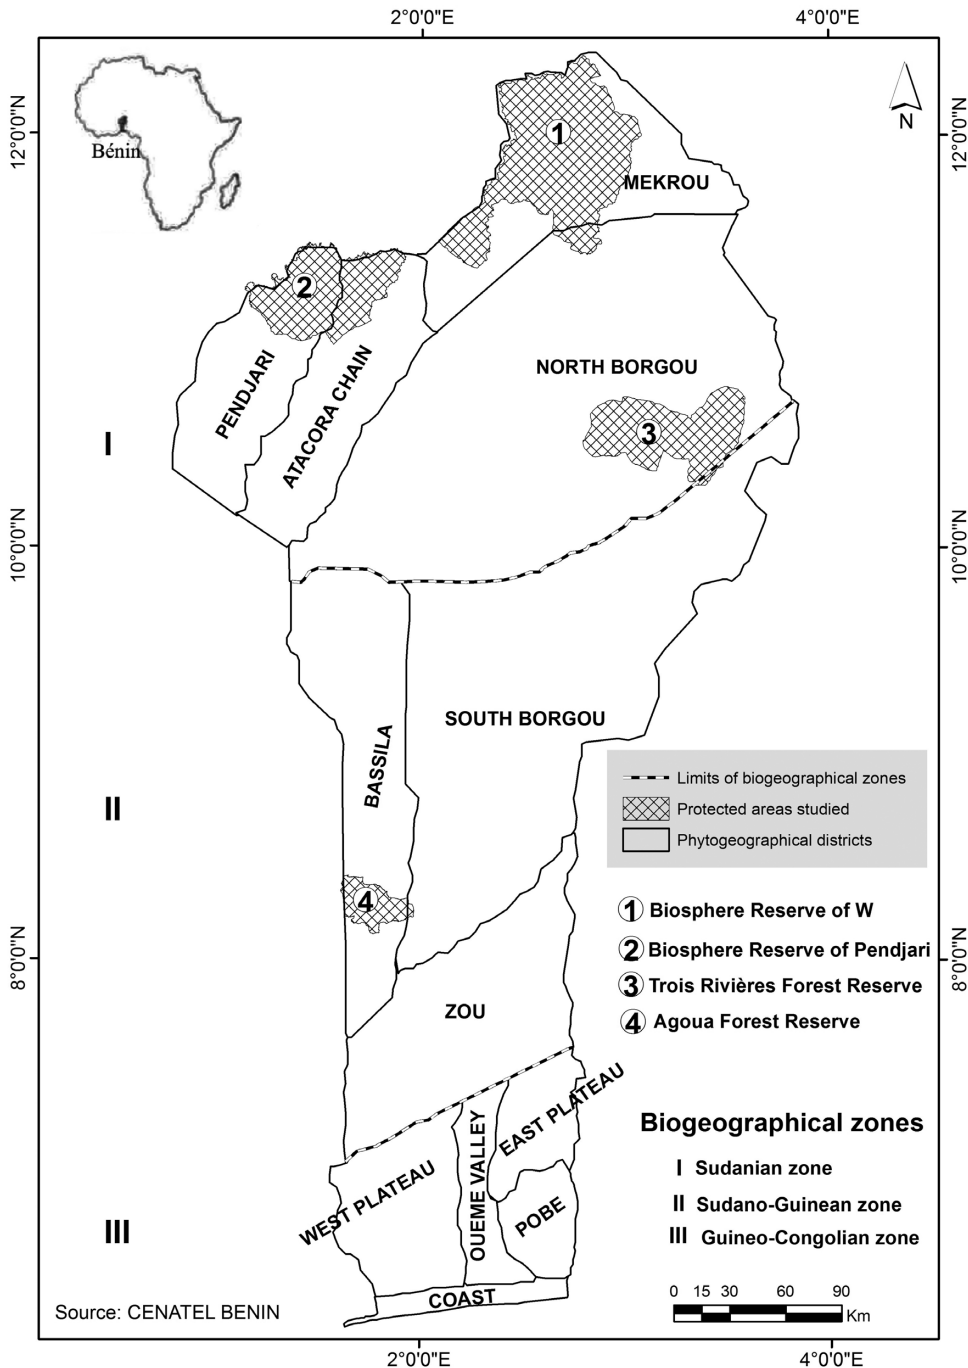 2°0'0"E
4°0'0"E
12°0'0"N
12°0'0"N
N
Bénin
1
MEKROU
2
NORTH BORGOU
PENDJARI
ATACORA CHAIN
3
I
10°0'0"N
10°0'0"N
SOUTH BORGOU
BASSILA
Limits of biogeographical zones
II
Protected areas studied
Phytogeographical districts
4
1 Biosphere Reserve of W
2 Biosphere Reserve of Pendjari
8°0'0"N
8°0'0"N
3 Trois Rivières Forest Reserve
ZOU
4 Agoua Forest Reserve
EAST PLATEAU
Biogeographical zones
OUEME VALLEY
I Sudanian zone
WEST PLATEAU
II Sudano-Guinean zone
POBE
III
III Guineo-Congolian zone
COAST
0 15 30 60 90
Km
Source: CENATEL BENIN
2°0'0"E
4°0'0"E